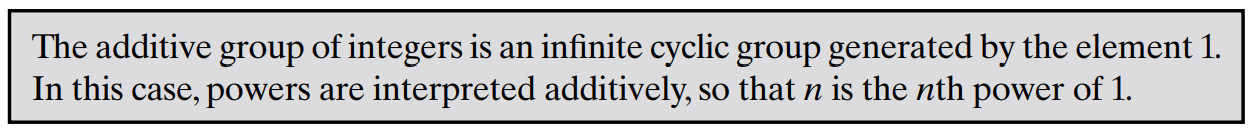 The additive group of integers is an infinite cyclic group generated by the element 1.
In this case, powers are interpreted additively, so that n is the nth power of 1.